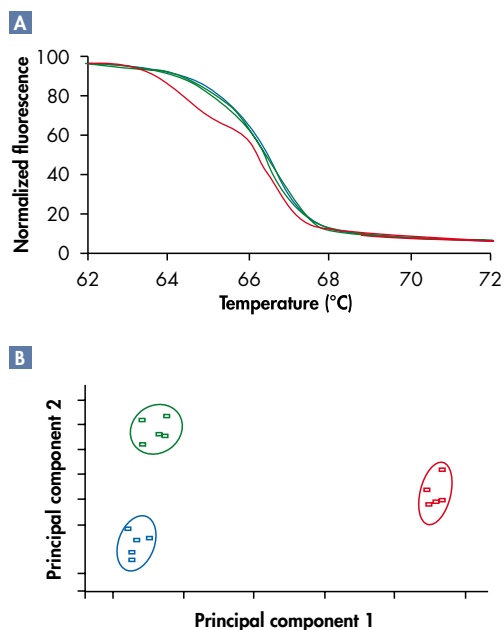 A
Normalized fluorescence
100
80
60
40
20
0
62
64
66
68
70
72
Temperature (°C)
B
Principal component 2
Principal component 1